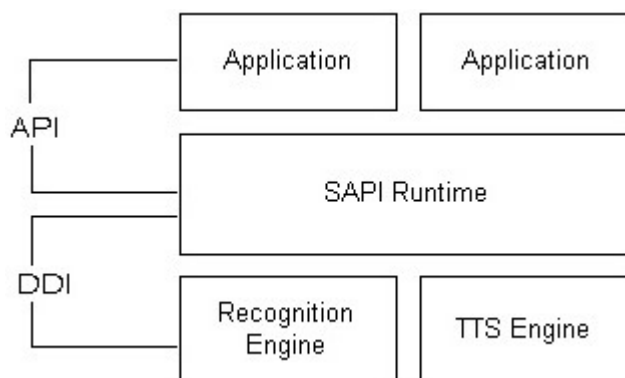 Application
Application
API
SAPI Runtime
DDI
Recognition
Engine
TTS Engine